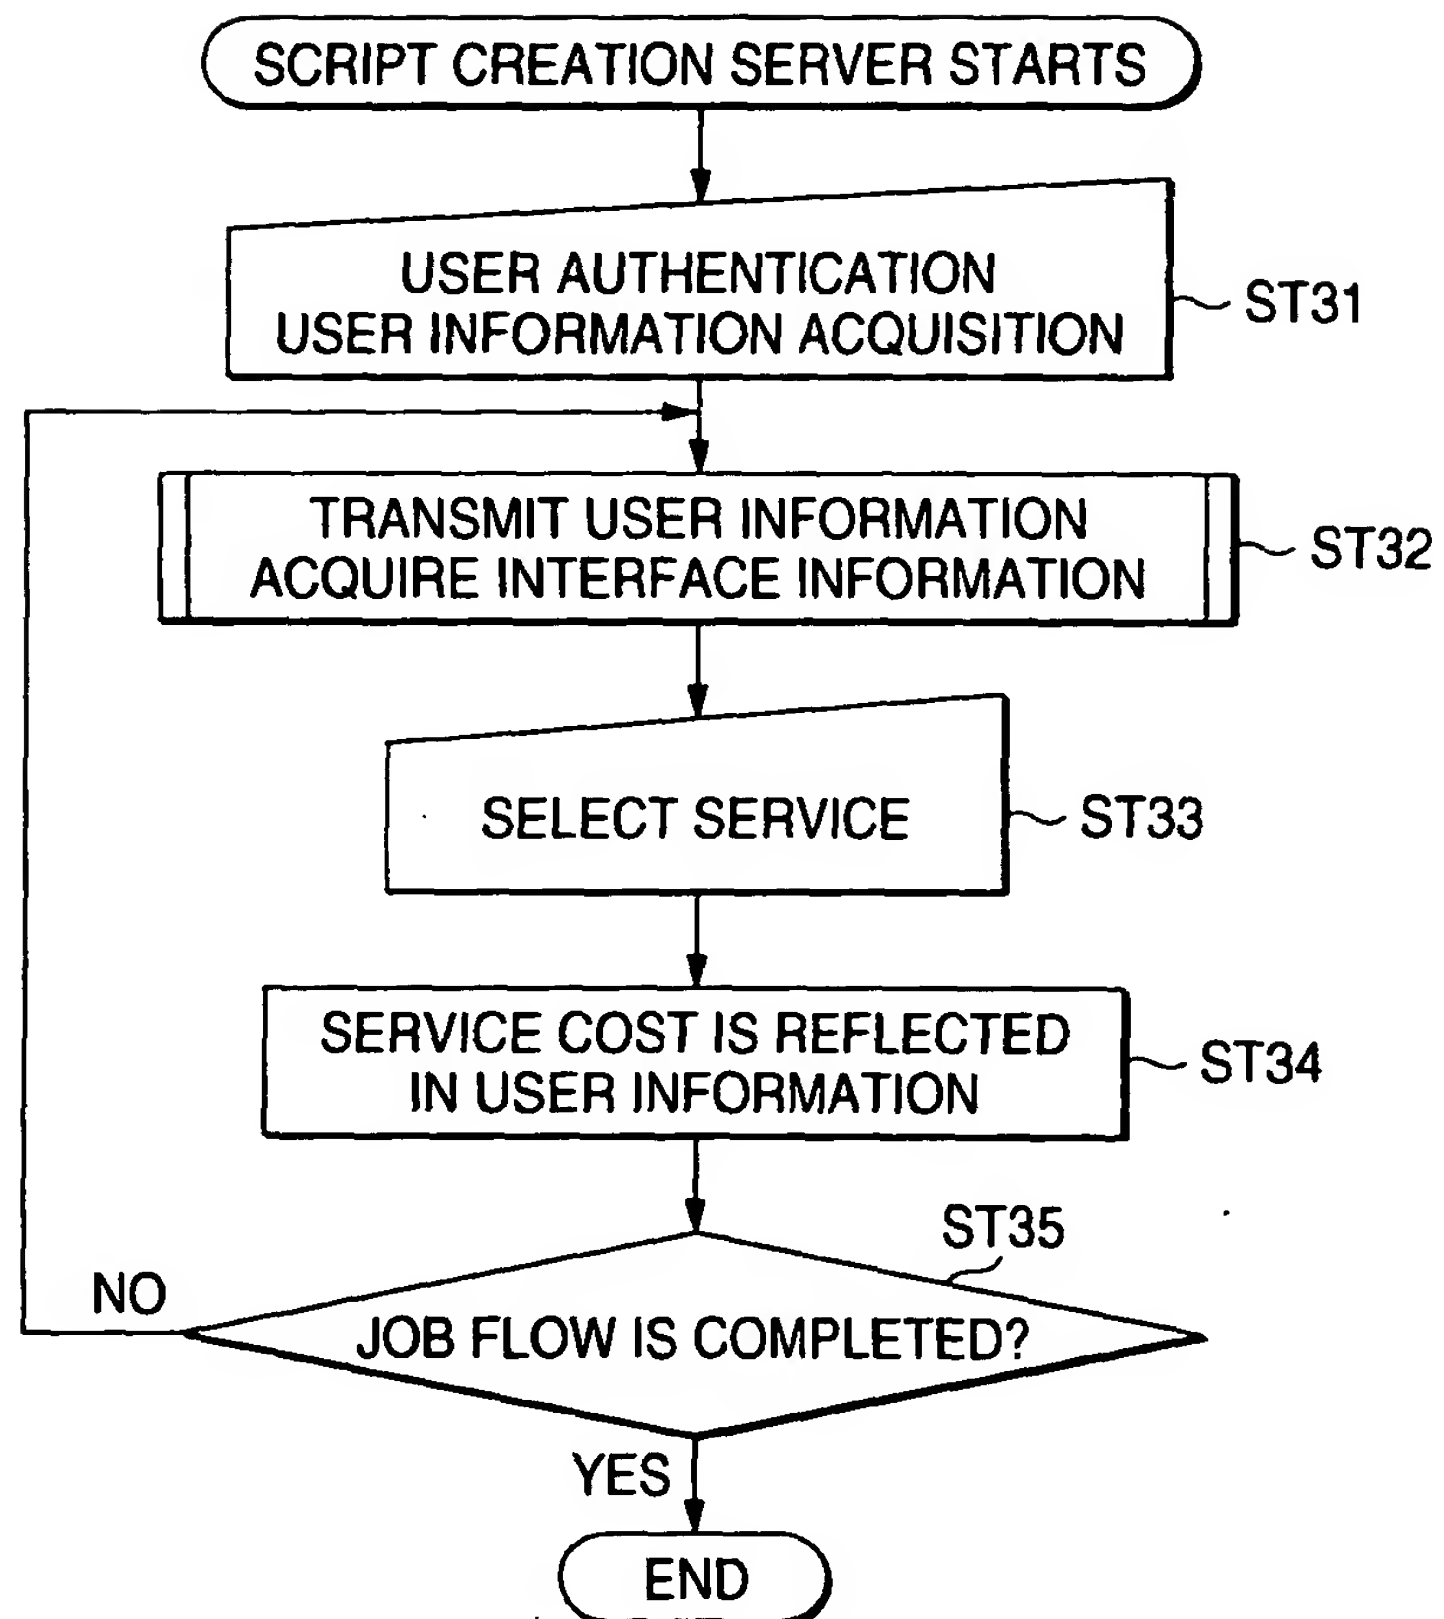 SCRIPT CREATION SERVER STARTS
USER AUTHENTICATION
USER INFORMATION ACQUISITION
ST31
TRANSMIT USER INFORMATION
ACQUIRE INTERFACE INFORMATION
ST32
SELECT SERVICE
ST33
SERVICE COST IS REFLECTED
IN USER INFORMATION
ST34
ST35
NO
JOB FLOW IS COMPLETED?
YES
END